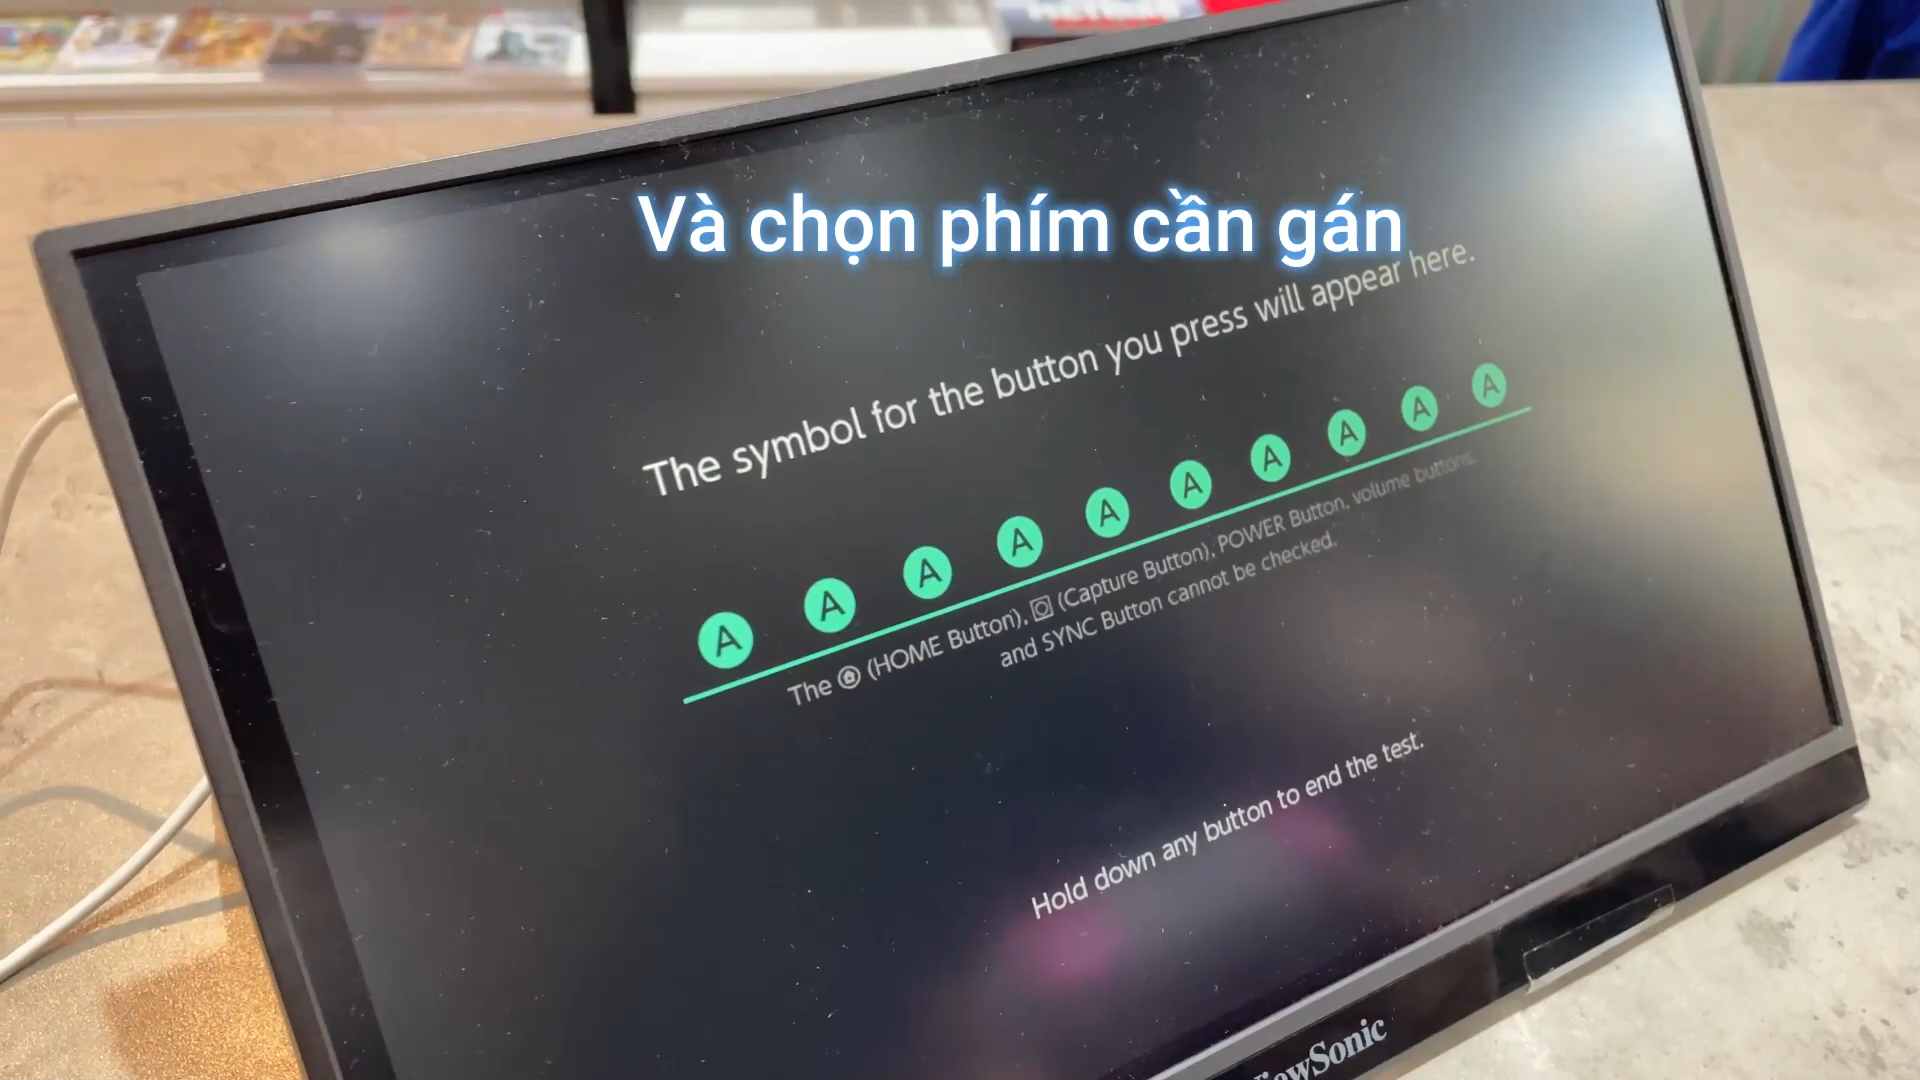 Và chọn phím cần gán
The symbol for the button you press will appear here.
A A A A A A A A A A
The (HOME Button), (Capture Button), POWER Button, volume buttons,
and SYNC Button cannot be checked.
Hold down any button to end the test.
ViewSonic